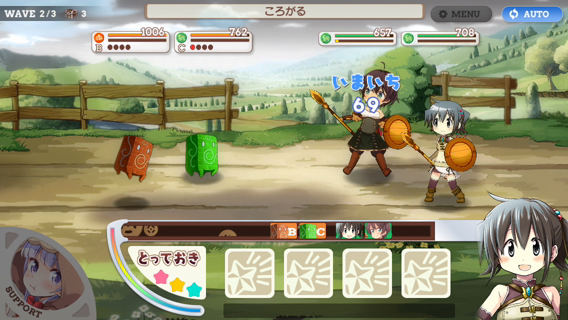 WAVE 2/3 3
ころがる
MENU
AUTO
B 1006
C 762
657
708
いまいち
69
B C
とっておき
SUPPORT